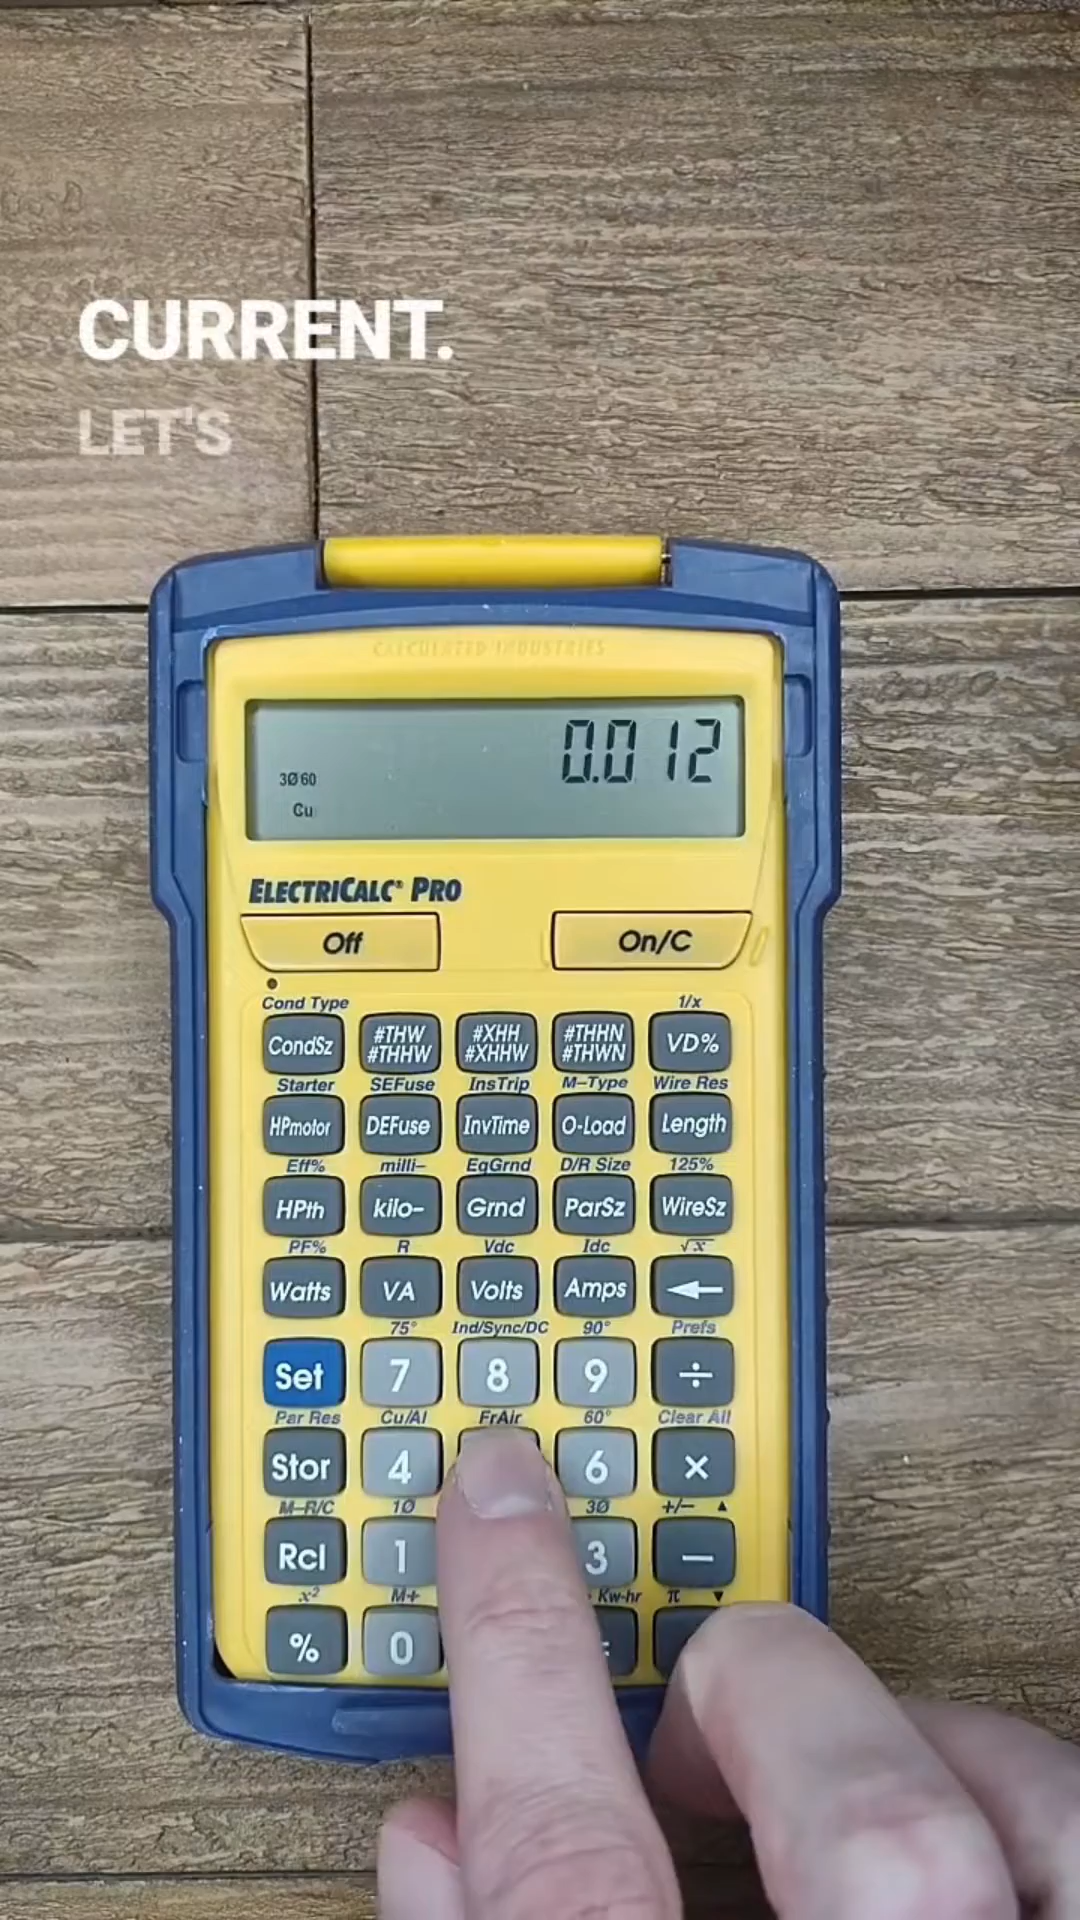 CURRENT.
LET'S
CALCULATED INDUSTRIES
0.012
3Ø 60
Cu
ELECTRICALC® PRO
Off
On/C
Cond Type
1/x
CondSz
#THW
#THHW
#XHH
#XHHW
#THHN
#THWN
VD%
Starter
SEFuse
InsTrip
M-Type
Wire Res
HPmotor
DEFuse
InvTime
O-Load
Length
Eff%
milli-
EqGrnd
D/R Size
125%
HPth
kilo-
Grnd
ParSz
WireSz
PF%
R
Vdc
Idc
√x
Watts
VA
Volts
Amps
75°
Ind/Sync/DC
90°
Prefs
Set
7
8
9
÷
Par Res
Cu/Al
FrAir
60°
Clear All
Stor
4
6
×
M-R/C
1Ø
3Ø
+/-
Rcl
1
3
−
x²
M+
Kw-hr
π
%
0